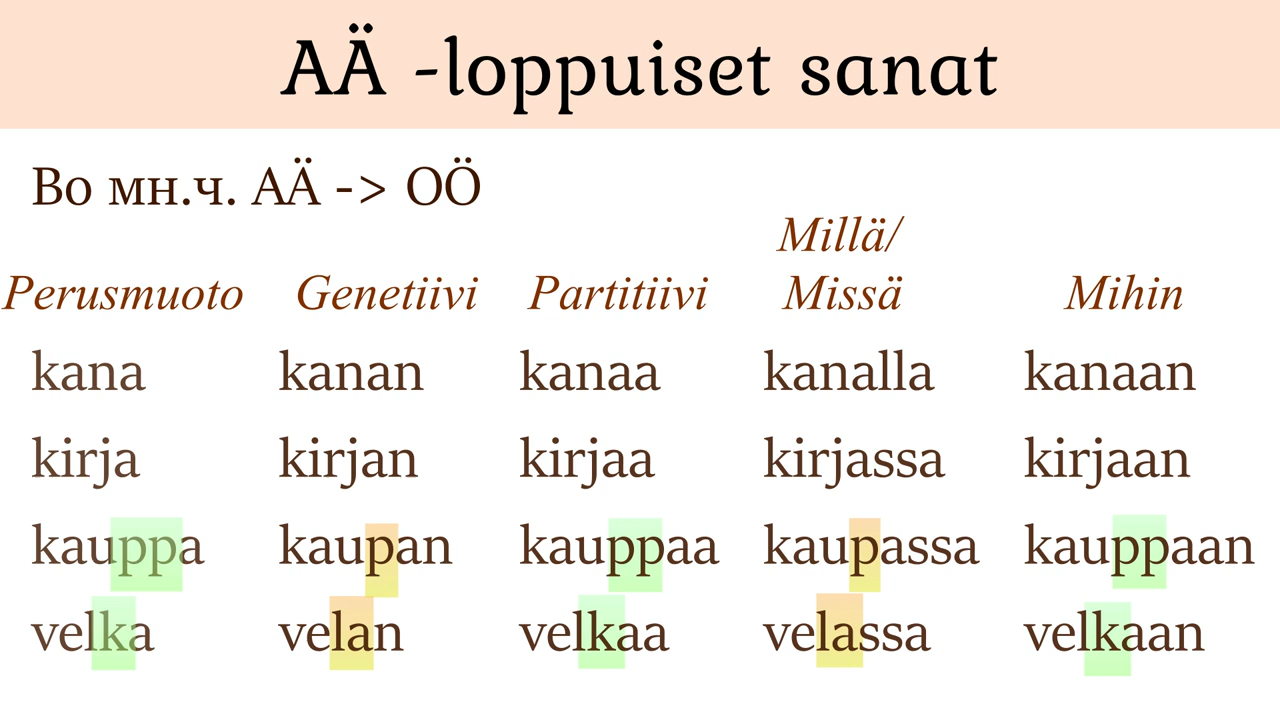 AÄ -loppuiset sanat
Во мн.ч. AÄ -> OÖ
Perusmuoto Genetiivi Partitiivi Millä/ Missä Mihin
kana kanan kanaa kanalla kanaan
kirja kirjan kirjaa kirjassa kirjaan
kauppa kaupan kauppaa kaupassa kauppaan
velka velan velkaa velassa velkaan